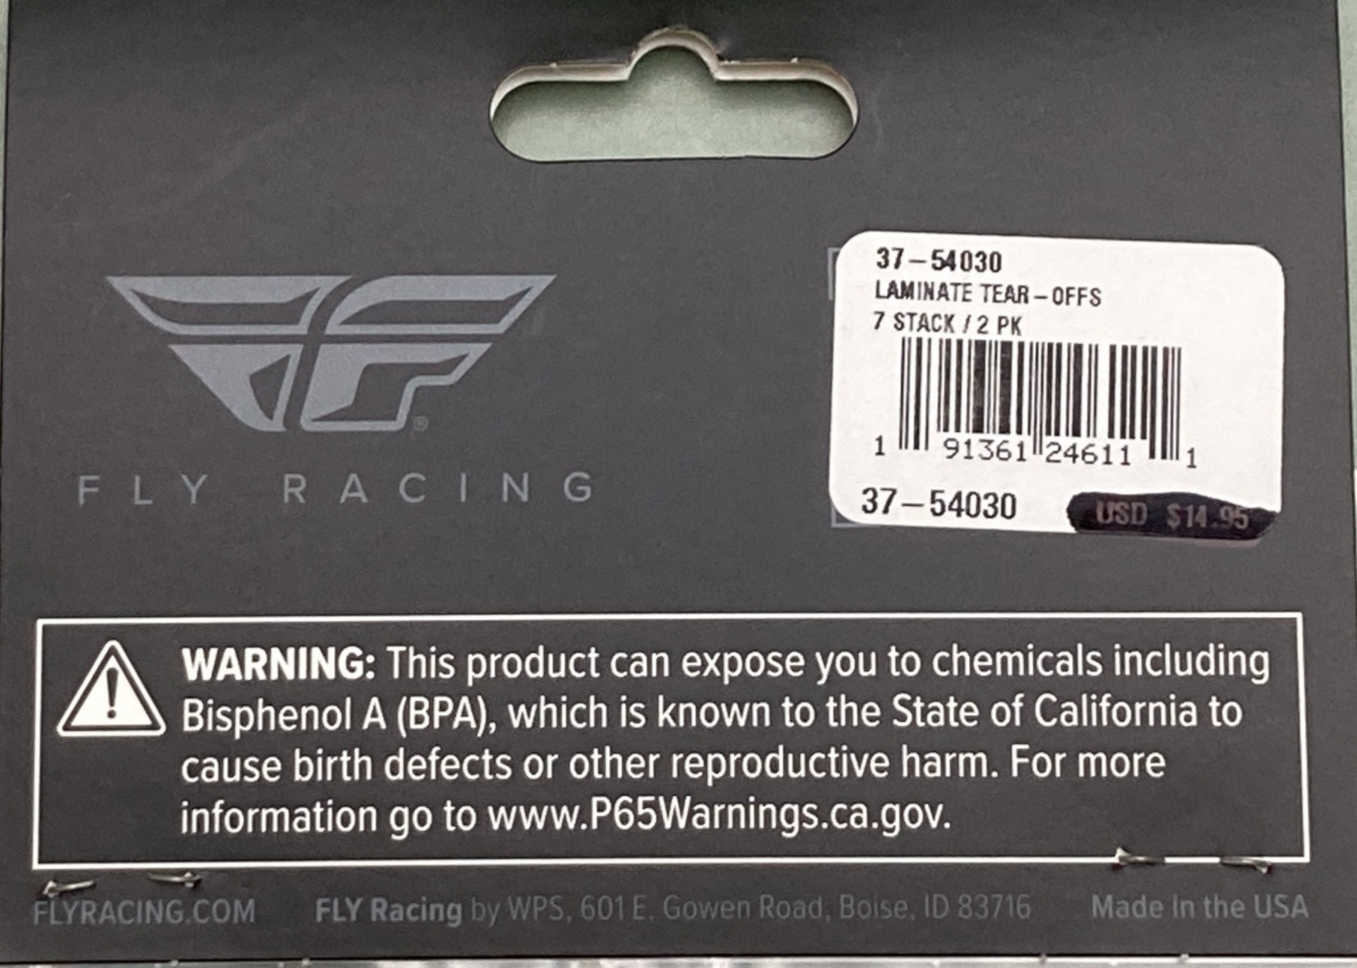 37-54030
LAMINATE TEAR-OFFS
7 STACK / 2 PK
1 91361 24611 1
37-54030 USD $14.95
FLY RACING
WARNING: This product can expose you to chemicals including
Bisphenol A (BPA), which is known to the State of California to
cause birth defects or other reproductive harm. For more
information go to www.P65Warnings.ca.gov.
FLYRACING.COM FLY Racing by WPS, 601 E. Gowen Road, Boise, ID 83716 Made in the USA